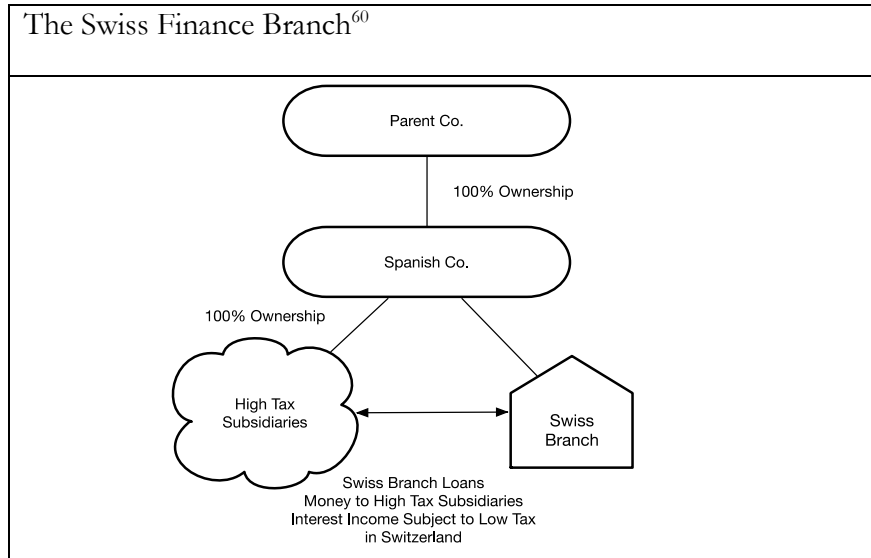 The Swiss Finance Branch60
Parent Co.
100% Ownership
Spanish Co.
100% Ownership
High Tax
Subsidiaries
Swiss
Branch
Swiss Branch Loans
Money to High Tax Subsidiaries
Interest Income Subject to Low Tax
in Switzerland